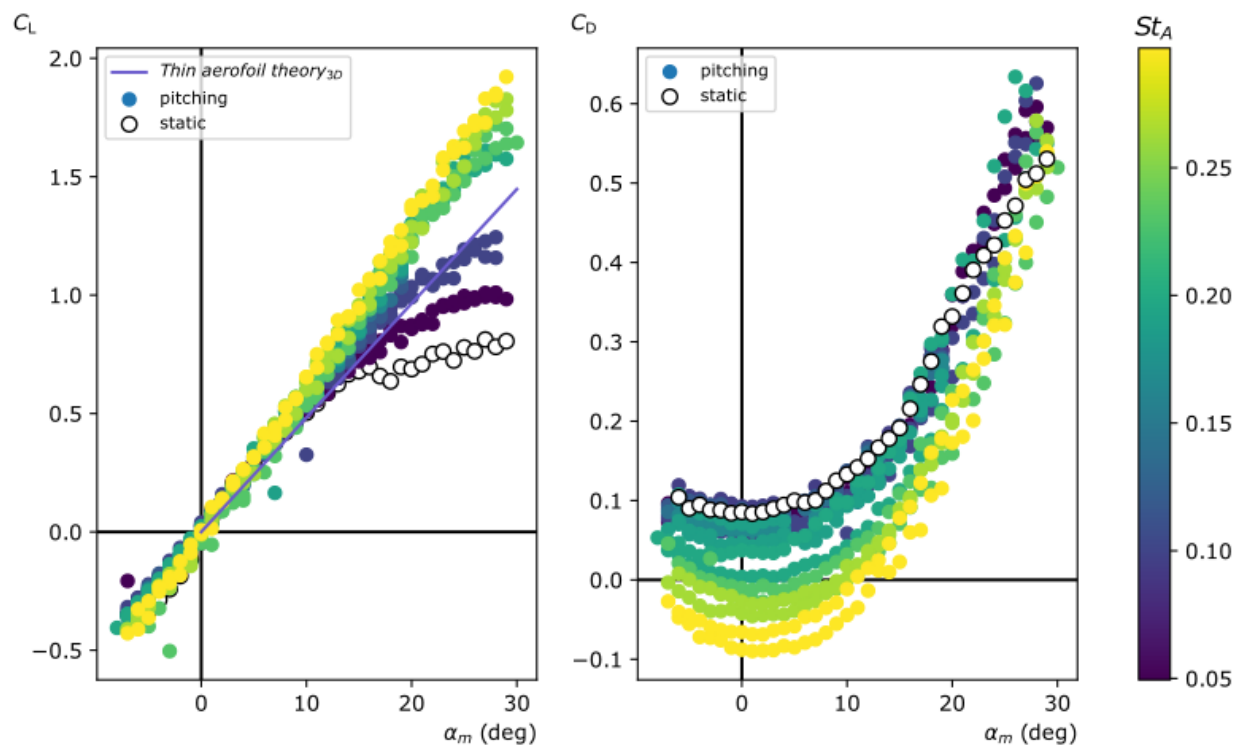 C_L
Thin aerofoil theory_3D
pitching
static
2.0
1.5
1.0
0.5
0.0
−0.5
0 10 20 30
α_m (deg)
C_D
pitching
static
0.6
0.5
0.4
0.3
0.2
0.1
0.0
−0.1
0 10 20 30
α_m (deg)
St_A
0.25
0.20
0.15
0.10
0.05